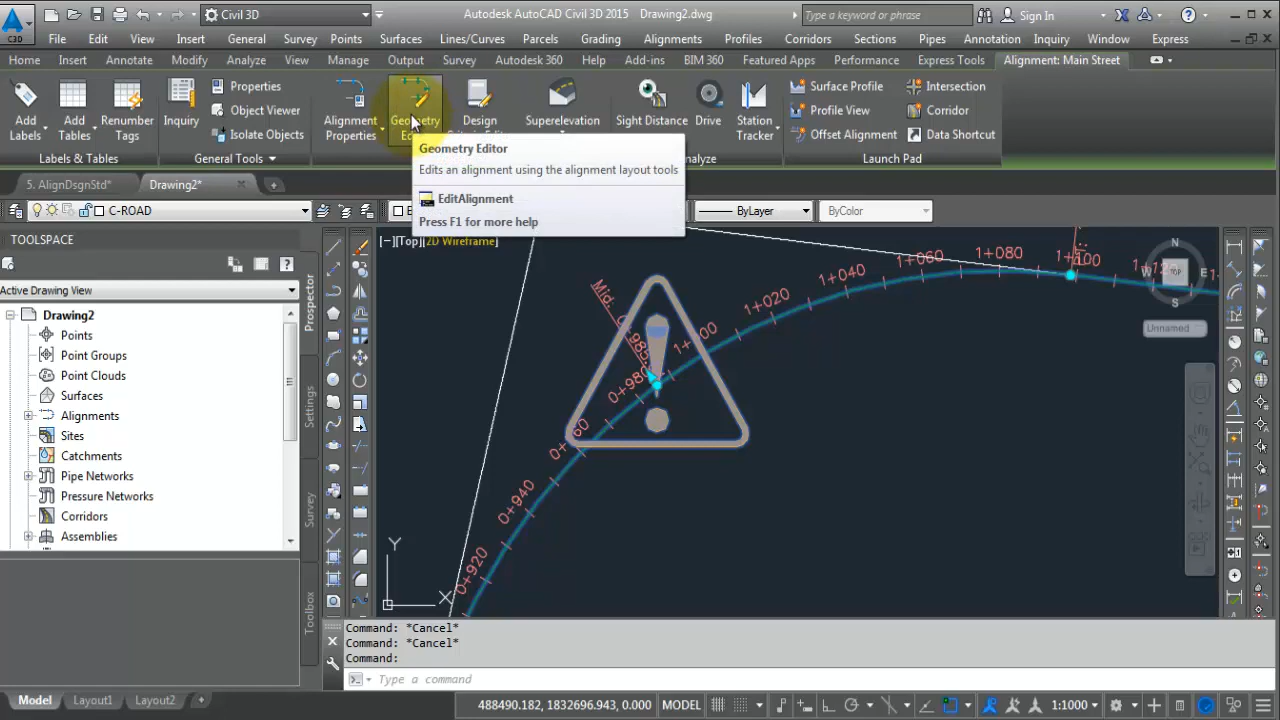 Civil 3D
Autodesk AutoCAD Civil 3D 2015 Drawing2.dwg
Type a keyword or phrase
Sign In
C3D
File Edit View Insert General Survey Points Surfaces Lines/Curves Parcels Grading Alignments Profiles Corridors Sections Pipes Annotation Inquiry Window Express
Home Insert Annotate Modify Analyze View Manage Output Survey Autodesk 360 Help Add-ins BIM 360 Featured Apps Performance Express Tools Alignment: Main Street
Add Labels
Add Tables
Renumber Tags
Inquiry
Properties
Object Viewer
Isolate Objects
Alignment Properties
Geometry
Design
Superelevation
Sight Distance
Drive
Station Tracker
Surface Profile
Profile View
Offset Alignment
Intersection
Corridor
Data Shortcut
Labels & Tables
General Tools
Launch Pad
Geometry Editor
Edits an alignment using the alignment layout tools
EditAlignment
Press F1 for more help
5. AlignDsgnStd*
Drawing2*
C-ROAD
ByLayer
ByColor
TOOLSPACE
Active Drawing View
Drawing2
Points
Point Groups
Point Clouds
Surfaces
Alignments
Sites
Catchments
Pipe Networks
Pressure Networks
Corridors
Assemblies
Prospector
Settings
Survey
Toolbox
[−][Top][2D Wireframe]
Mid:
0+920
0+940
0+960
0+980
1+000
1+020
1+040
1+060
1+080
1+100
N
W
TOP
E
S
Unnamed
Y
X
Command: *Cancel*
Command: *Cancel*
Command:
Type a command
Model Layout1 Layout2 +
488490.182, 1832696.943, 0.000 MODEL
1:1000